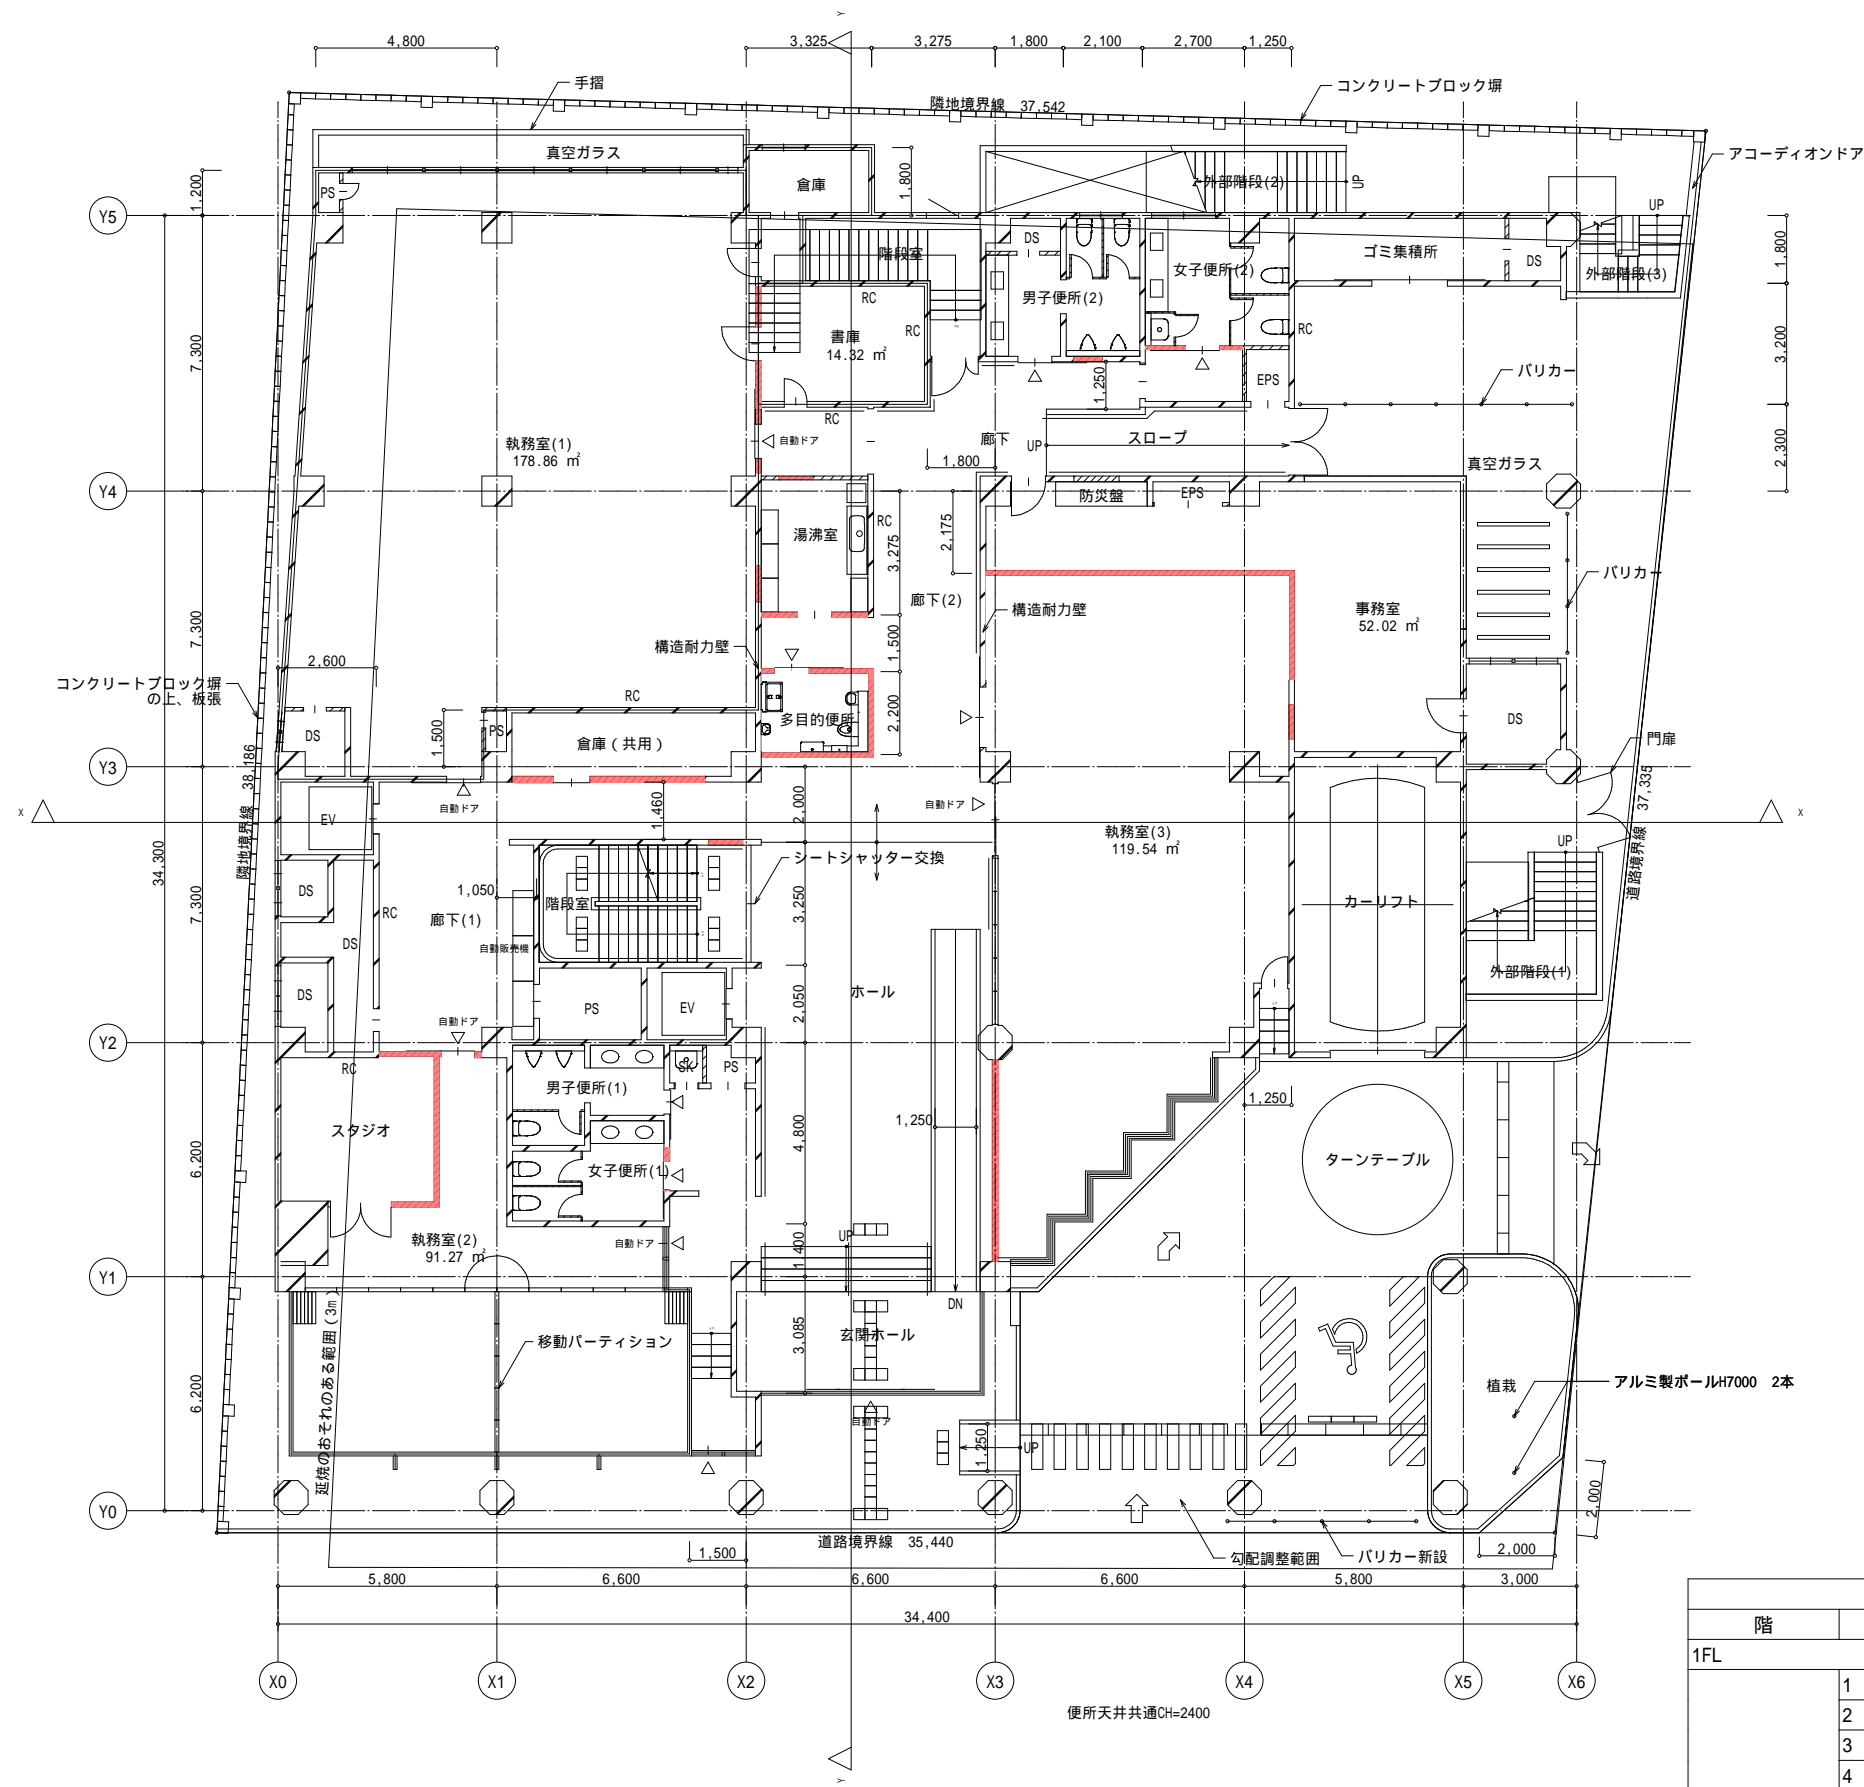 4,800
3,325
3,275
1,800
2,100
2,700
1,250
手摺
コンクリートブロック塀
隣地境界線 37,542
アコーディオンドア
真空ガラス
PS
倉庫
1,800
外部階段(2)
UP
UP
1,200
Y5
階段室
DS
女子便所(2)
ゴミ集積所
DS
外部階段(3)
1,800
RC
RC
男子便所(2)
書庫
14.32 ㎡
RC
3,200
7,300
1,250
EPS
バリカー
RC
執務室(1)
178.86 ㎡
自動ドア
廊下
UP
スロープ
2,300
1,800
真空ガラス
Y4
防災盤
EPS
湯沸室
RC
3,275
2,175
バリカー
廊下(2)
構造耐力壁
事務室
52.02 ㎡
7,300
構造耐力壁
1,500
2,600
コンクリートブロック塀
の上、板張
RC
2,200
多目的便所
DS
1,500
PS
倉庫(共用)
DS
門扉
Y3
隣地境界線 38,186
37,335
道路境界線
自動ドア
1,460
2,000
自動ドア
X
EV
執務室(3)
119.54 ㎡
X
UP
34,300
シートシャッター交換
DS
1,050
階段室
3,250
カーリフト
RC
廊下(1)
7,300
DS
自動販売機
外部階段(1)
DS
ホール
PS
EV
2,050
自動ドア
Y2
RC
SK
PS
男子便所(1)
1,250
スタジオ
1,250
4,800
ターンテーブル
6,200
女子便所(1)
執務室(2)
91.27 ㎡
自動ドア
UP
1,400
Y1
DN
玄関ホール
移動パーティション
3,085
延焼のおそれのある範囲(3m)
植栽
アルミ製ポールH7000 2本
6,200
自動ドア
1,250
UP
2,000
Y0
道路境界線 35,440
1,500
勾配調整範囲
バリカー新設
2,000
5,800
6,600
6,600
6,600
5,800
3,000
34,400
階
1FL
X0
X1
X2
X3
X4
X5
X6
1
便所天井共通CH=2400
2
3
4
Y
Y